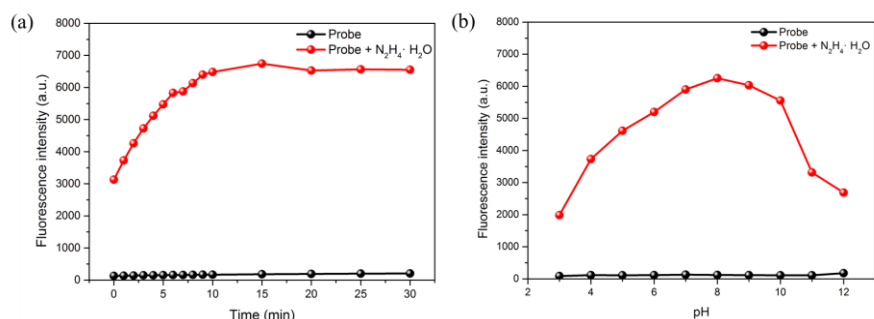 (a)
Probe
Probe + N₂H₄· H₂O
Fluorescence intensity (a.u.)
8000
7000
6000
5000
4000
3000
2000
1000
0
0 5 10 15 20 25 30
Time (min)
(b)
Probe
Probe + N₂H₄· H₂O
Fluorescence intensity (a.u.)
8000
7000
6000
5000
4000
3000
2000
1000
0
2 4 6 8 10 12
pH